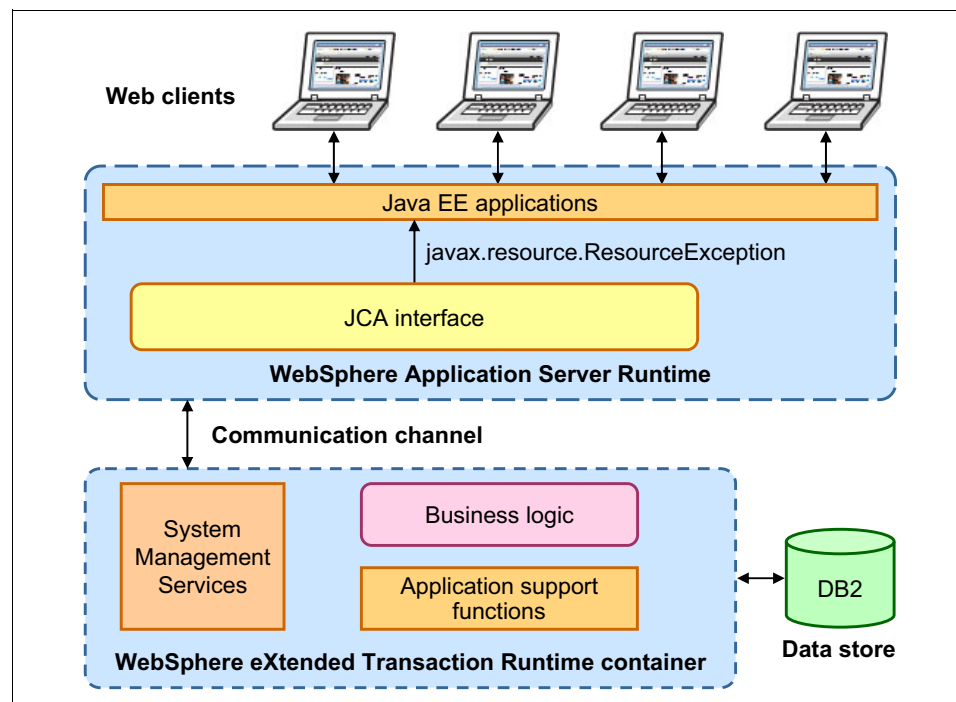 Web clients
Java EE applications
javax.resource.ResourceException
JCA interface
WebSphere Application Server Runtime
Communication channel
System
Management
Services
Business logic
Application support
functions
WebSphere eXtended Transaction Runtime container
DB2
Data store